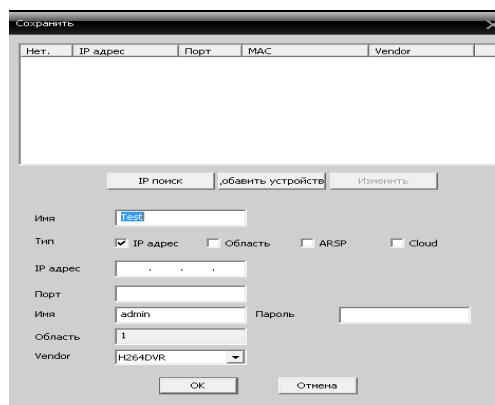 Сохранить
Нет. IP адрес Порт MAC Vendor
IP поиск ,обавить устройств Изменить
Имя Test
Тип IP адрес Область ARSP Cloud
IP адрес . . .
Порт
Имя admin Пароль
Область 1
Vendor H264DVR
OK Отмена